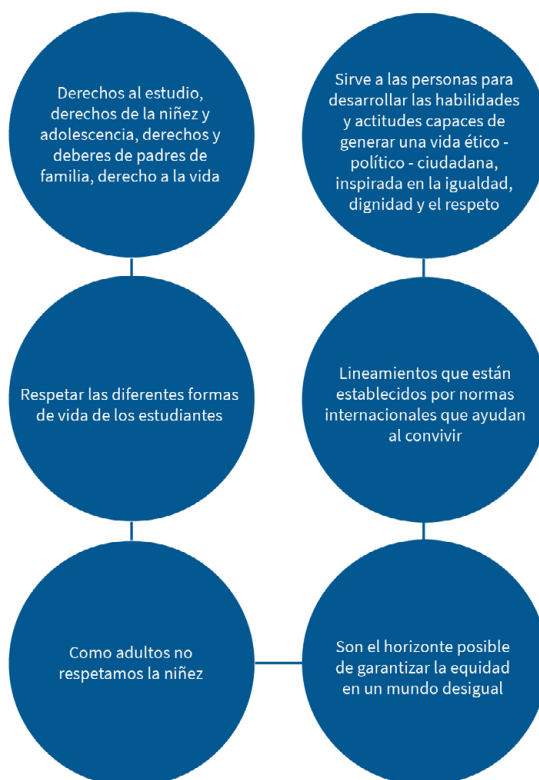 Derechos al estudio,
derechos de la niñez y
adolescencia, derechos y
deberes de padres de
familia, derecho a la vida
Respetar las diferentes formas
de vida de los estudiantes
Como adultos no
respetamos la niñez
Son el horizonte posible
de garantizar la equidad
en un mundo desigual
Lineamientos que están
establecidos por normas
internacionales que ayudan
al convivir
Sirve a las personas para
desarrollar las habilidades
y actitudes capaces de
generar una vida ético -
político - ciudadana,
inspirada en la igualdad,
dignidad y el respeto